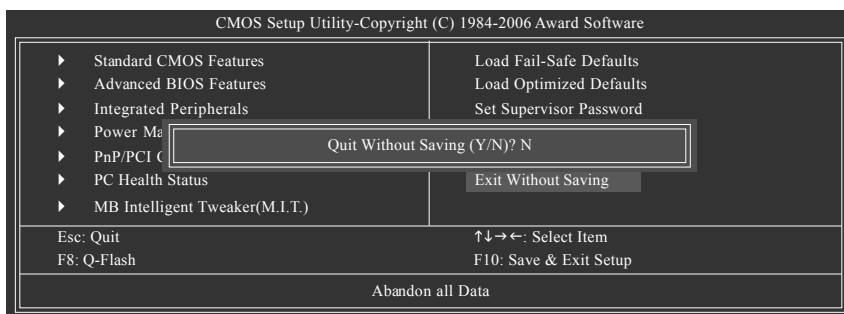 CMOS Setup Utility-Copyright (C) 1984-2006 Award Software
Standard CMOS Features
Advanced BIOS Features
Integrated Peripherals
Power
PnP/PCI
PC Health Status
MB Intelligent Tweaker(M.I.T.)
Load Fail-Safe Defaults
Load Optimized Defaults
Set Supervisor Password
Exit Without Saving
Quit Without Saving (Y/N)? N
Esc: Quit
F8: Q-Flash
↑↓→←: Select Item
F10: Save & Exit Setup
Abandon all Data